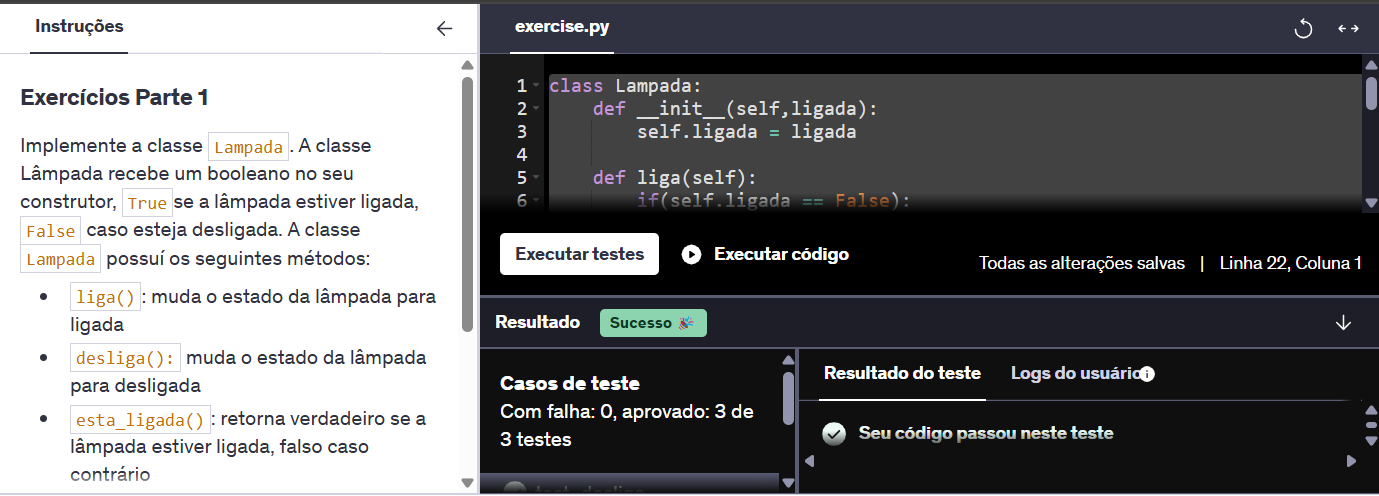 Instruções
Exercícios Parte 1
Implemente a classe Lampada. A classe
Lâmpada recebe um booleano no seu
construtor, True se a lâmpada estiver ligada,
False caso esteja desligada. A classe
Lampada possuí os seguintes métodos:
liga(): muda o estado da lâmpada para
ligada
desliga(): muda o estado da lâmpada
para desligada
esta_ligada(): retorna verdadeiro se a
lâmpada estiver ligada, falso caso
contrário
exercise.py
1 class Lampada:
2 def __init__(self,ligada):
3 self.ligada = ligada
4
5 def liga(self):
6 if(self.ligada == False):
Executar testes
Executar código
Todas as alterações salvas | Linha 22, Coluna 1
Resultado Sucesso 🎉
Casos de teste
Com falha: 0, aprovado: 3 de
3 testes
Resultado do teste Logs do usuário
Seu código passou neste teste